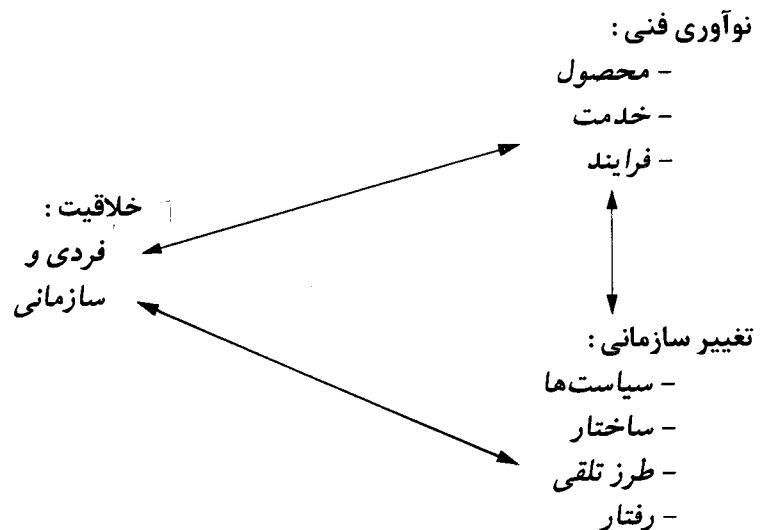 نوآوری فنی :
– محصول
– خدمت
– فرایند
خلاقیت :
فردی و
سازمانی
تغییر سازمانی :
– سیاست‌ها
– ساختار
– طرز تلقی
– رفتار